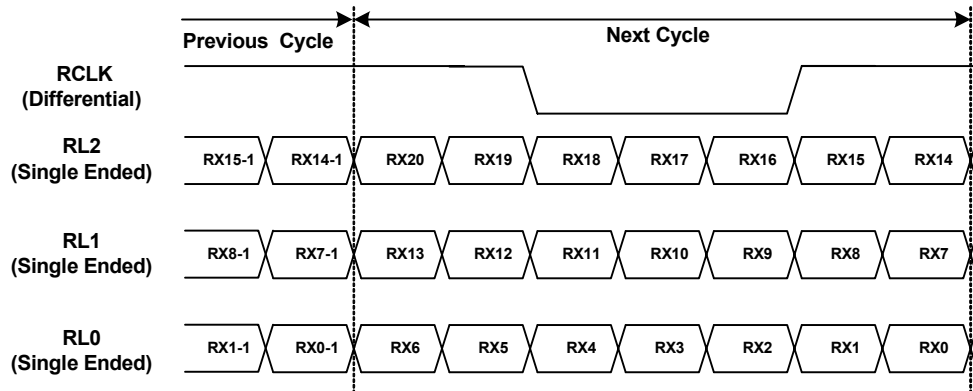 Previous Cycle
Next Cycle
RCLK
(Differential)
RL2
(Single Ended)
RX15-1 RX14-1 RX20 RX19 RX18 RX17 RX16 RX15 RX14
RL1
(Single Ended)
RX8-1 RX7-1 RX13 RX12 RX11 RX10 RX9 RX8 RX7
RL0
(Single Ended)
RX1-1 RX0-1 RX6 RX5 RX4 RX3 RX2 RX1 RX0